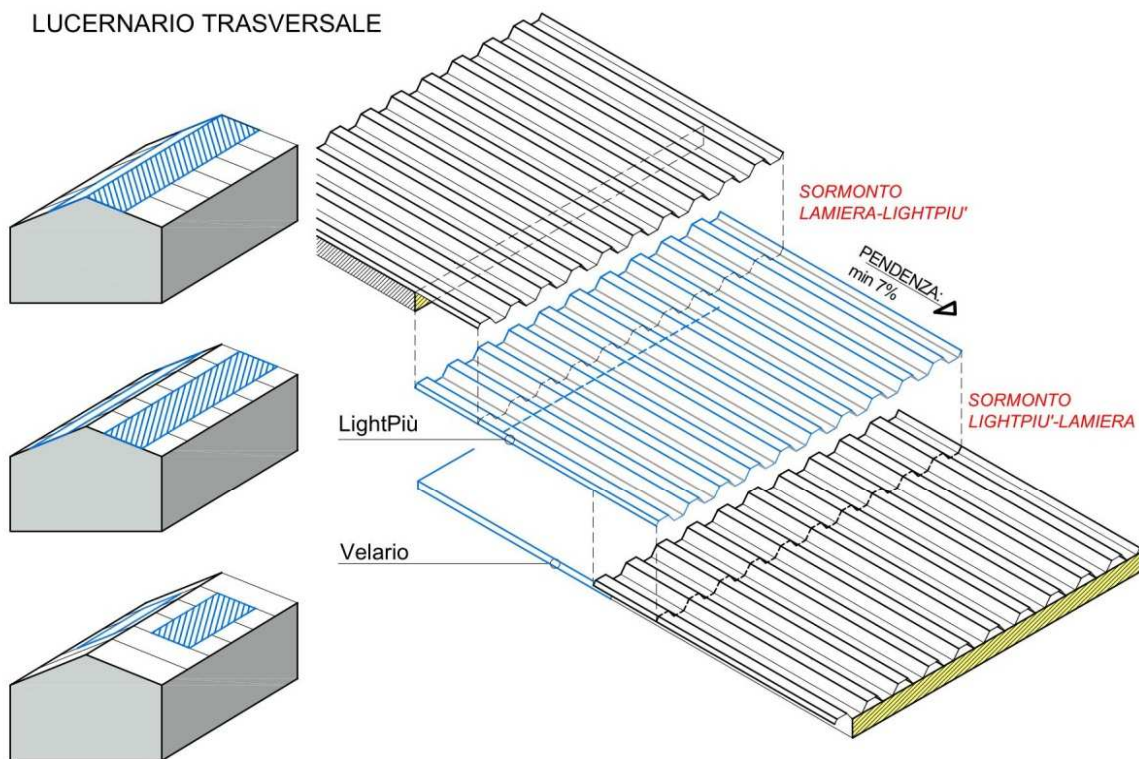 LUCERNARIO TRASVERSALE
SORMONTO
LAMIERA-LIGHTPIU'
PENDENZA:
min 7%
SORMONTO
LIGHTPIU'-LAMIERA
LightPiù
Velario